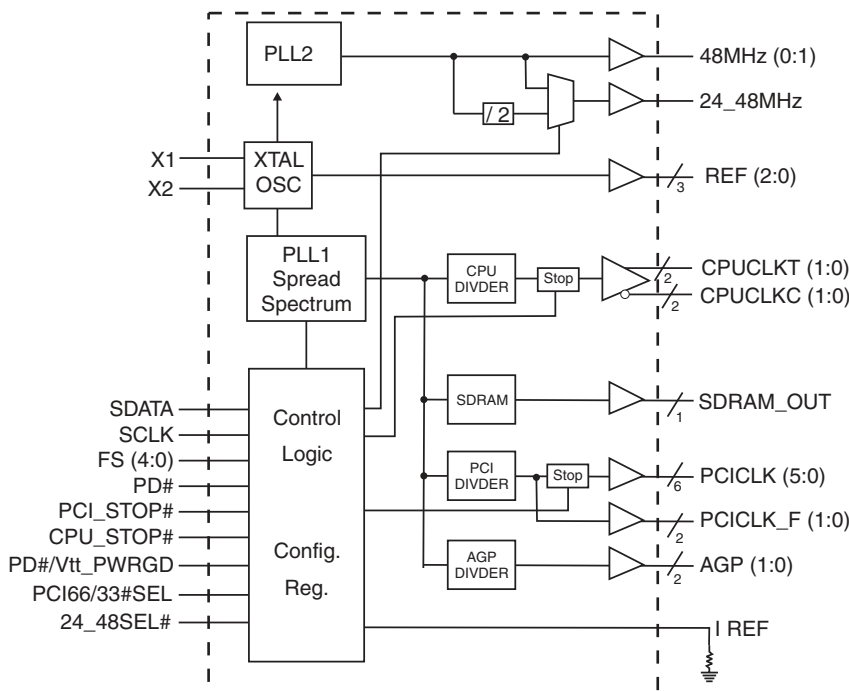 PLL2
48MHz (0:1)
/ 2
24_48MHz
X1
X2
XTAL
OSC
3
REF (2:0)
PLL1
Spread
Spectrum
CPU
DIVDER
Stop
2
CPUCLKT (1:0)
2
CPUCLKC (1:0)
SDATA
SCLK
FS (4:0)
PD#
PCI_STOP#
CPU_STOP#
PD#/Vtt_PWRGD
PCI66/33#SEL
24_48SEL#
Control
Logic
Config.
Reg.
SDRAM
1
SDRAM_OUT
PCI
DIVDER
Stop
6
PCICLK (5:0)
2
PCICLK_F (1:0)
AGP
DIVDER
2
AGP (1:0)
I REF